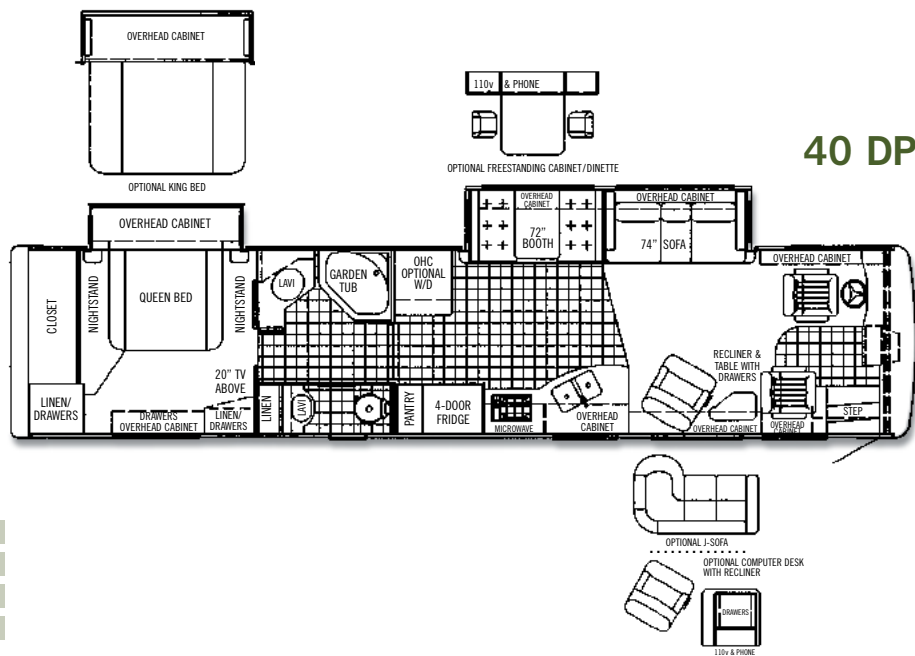 OVERHEAD CABINET
OPTIONAL KING BED
110v & PHONE
OPTIONAL FREESTANDING CABINET/DINETTE
40 DP
OVERHEAD CABINET
QUEEN BED
NIGHTSTAND
NIGHTSTAND
CLOSET
LINEN/
DRAWERS
DRAWERS
OVERHEAD CABINET
LINEN/
DRAWERS
20" TV
ABOVE
LAVI
GARDEN
TUB
OHC
OPTIONAL
W/D
OVERHEAD
CABINET
72"
BOOTH
OVERHEAD CABINET
74" SOFA
OVERHEAD CABINET
LINEN
LAVI
PANTRY
4-DOOR
FRIDGE
MICROWAVE
OVERHEAD
CABINET
RECLINER &
TABLE WITH
DRAWERS
OVERHEAD CABINET
OVERHEAD
CABINET
STEP
OPTIONAL J-SOFA
OPTIONAL COMPUTER DESK
WITH RECLINER
DRAWERS
110v & PHONE